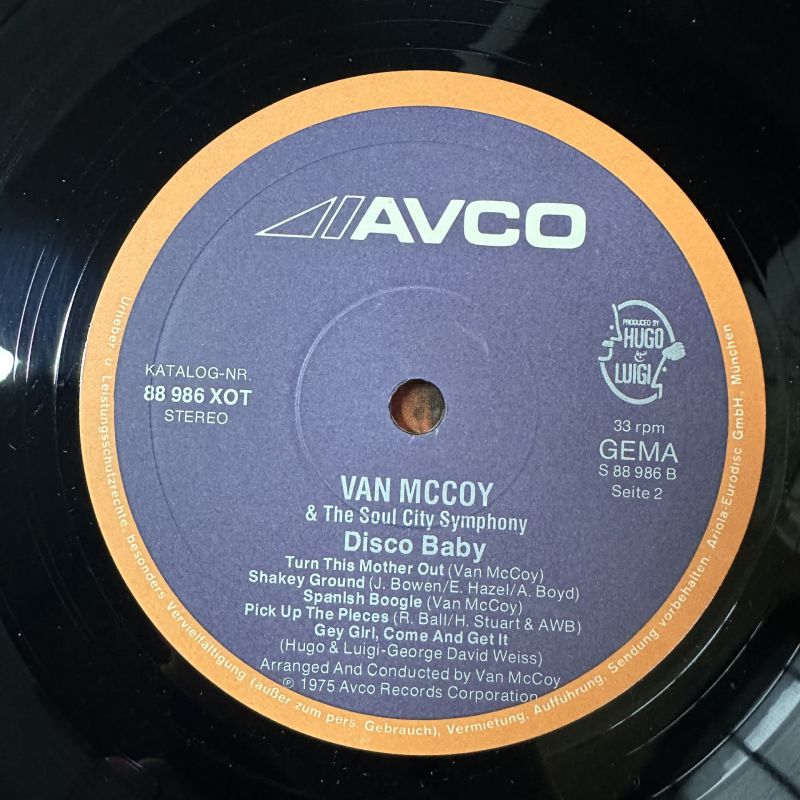 AVCO
PRODUCED BY
HUGO
&
LUIGI
KATALOG-NR.
88 986 XOT
STEREO
33 rpm
GEMA
S 88 986 B
Seite 2
VAN MCCOY
& The Soul City Symphony
Disco Baby
Turn This Mother Out (Van McCoy)
Shakey Ground (J. Bowen/E. Hazel/A. Boyd)
Spanish Boogie (Van McCoy)
Pick Up The Pieces (R. Ball/H. Stuart & AWB)
Gey Girl, Come And Get It
(Hugo & Luigi-George David Weiss)
Arranged And Conducted by Van McCoy
℗ 1975 Avco Records Corporation
Urheber u. Leistungsschutzrechte, besonders Vervielfältigung (außer zum pers. Gebrauch), Vermietung, Aufführung, Sendung vorbehalten. Ariola-Eurodisc GmbH., München